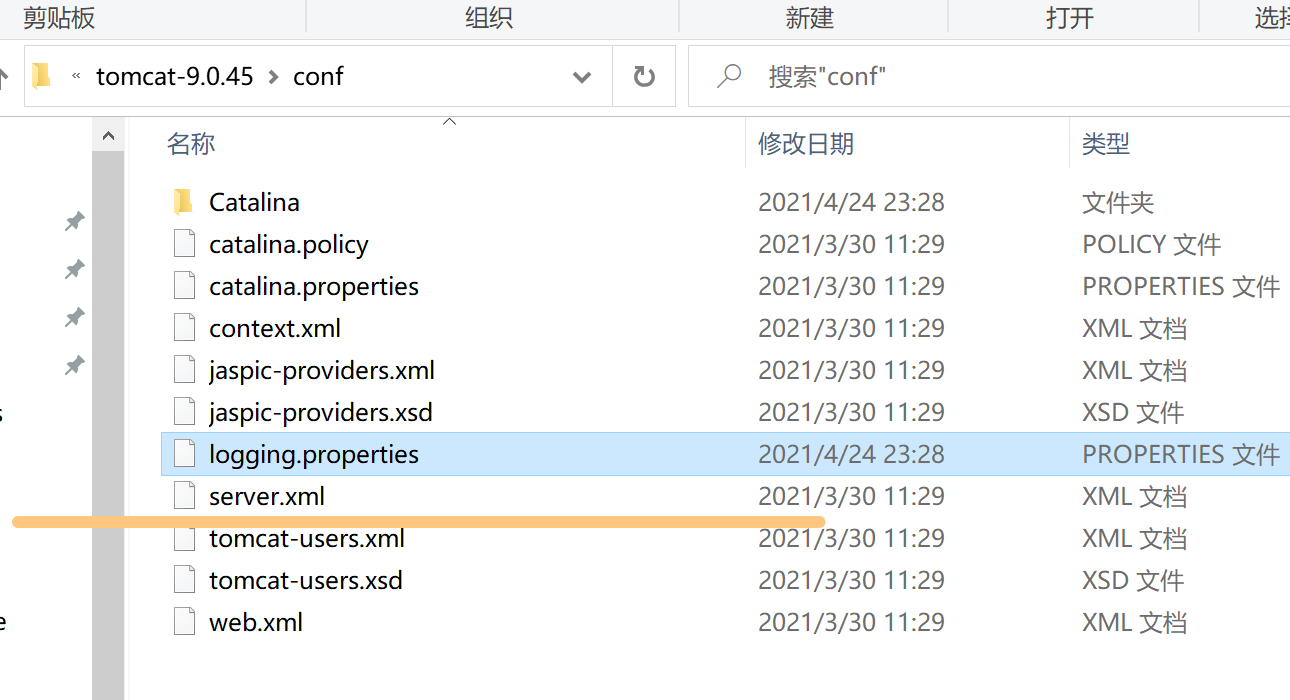 剪贴板 组织 新建 打开 选择
« tomcat-9.0.45 > conf 搜索"conf"
名称 修改日期 类型
Catalina 2021/4/24 23:28 文件夹
catalina.policy 2021/3/30 11:29 POLICY 文件
catalina.properties 2021/3/30 11:29 PROPERTIES 文件
context.xml 2021/3/30 11:29 XML 文档
jaspic-providers.xml 2021/3/30 11:29 XML 文档
jaspic-providers.xsd 2021/3/30 11:29 XSD 文件
s
logging.properties 2021/4/24 23:28 PROPERTIES 文件
server.xml 2021/3/30 11:29 XML 文档
tomcat-users.xml 2021/3/30 11:29 XML 文档
tomcat-users.xsd 2021/3/30 11:29 XSD 文件
e
web.xml 2021/3/30 11:29 XML 文档